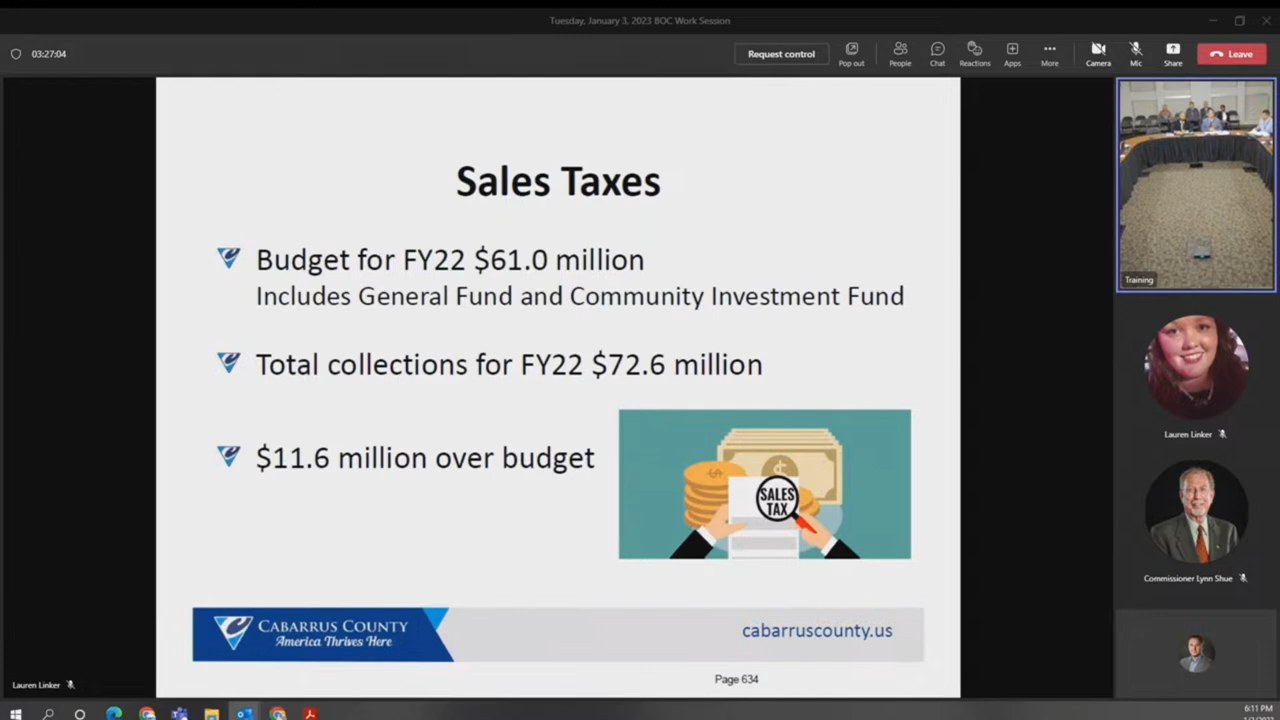 Tuesday, January 3, 2023 BOC Work Session
03:27:04
Request control
Pop out
People
Chat
Reactions
Apps
More
Camera
Mic
Share
Leave
Sales Taxes
Budget for FY22 $61.0 million
Includes General Fund and Community Investment Fund
Total collections for FY22 $72.6 million
$11.6 million over budget
SALES
TAX
CABARRUS COUNTY
America Thrives Here
cabarruscounty.us
Page 634
Training
Lauren Linker
Commissioner Lynn Shue
Lauren Linker
6:11 PM